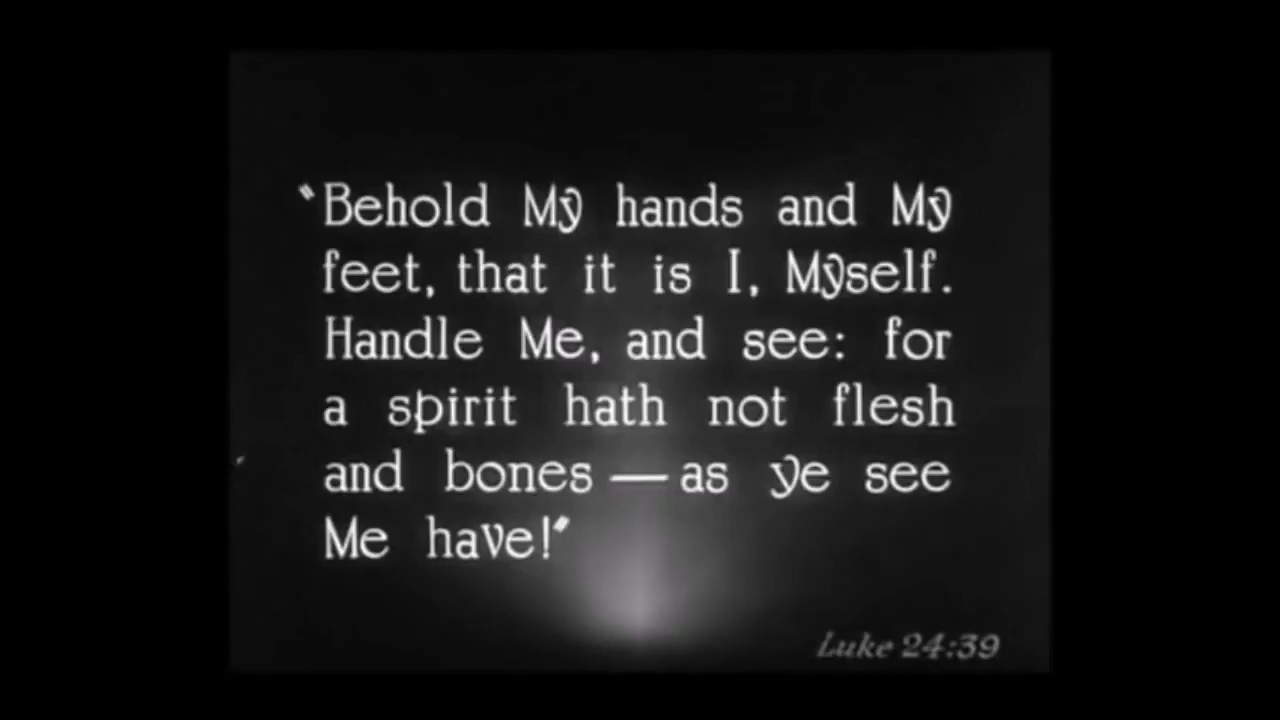 "Behold My hands and My
feet, that it is I, Myself.
Handle Me, and see: for
a spirit hath not flesh
and bones — as ye see
Me have!"
Luke 24:39